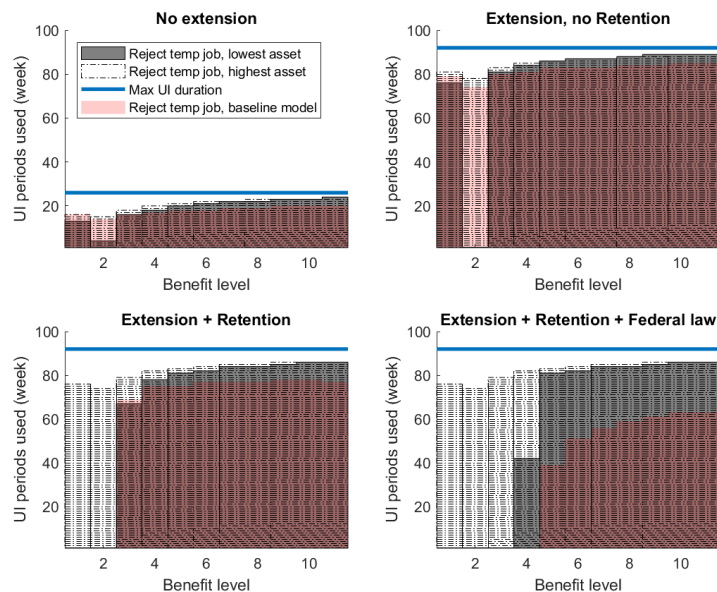 No extension
100
80
60
40
20
UI periods used (week)
Reject temp job, lowest asset
Reject temp job, highest asset
Max UI duration
Reject temp job, baseline model
2 4 6 8 10
Benefit level
Extension, no Retention
100
80
60
40
20
UI periods used (week)
2 4 6 8 10
Benefit level
Extension + Retention
100
80
60
40
20
UI periods used (week)
2 4 6 8 10
Benefit level
Extension + Retention + Federal law
100
80
60
40
20
UI periods used (week)
2 4 6 8 10
Benefit level